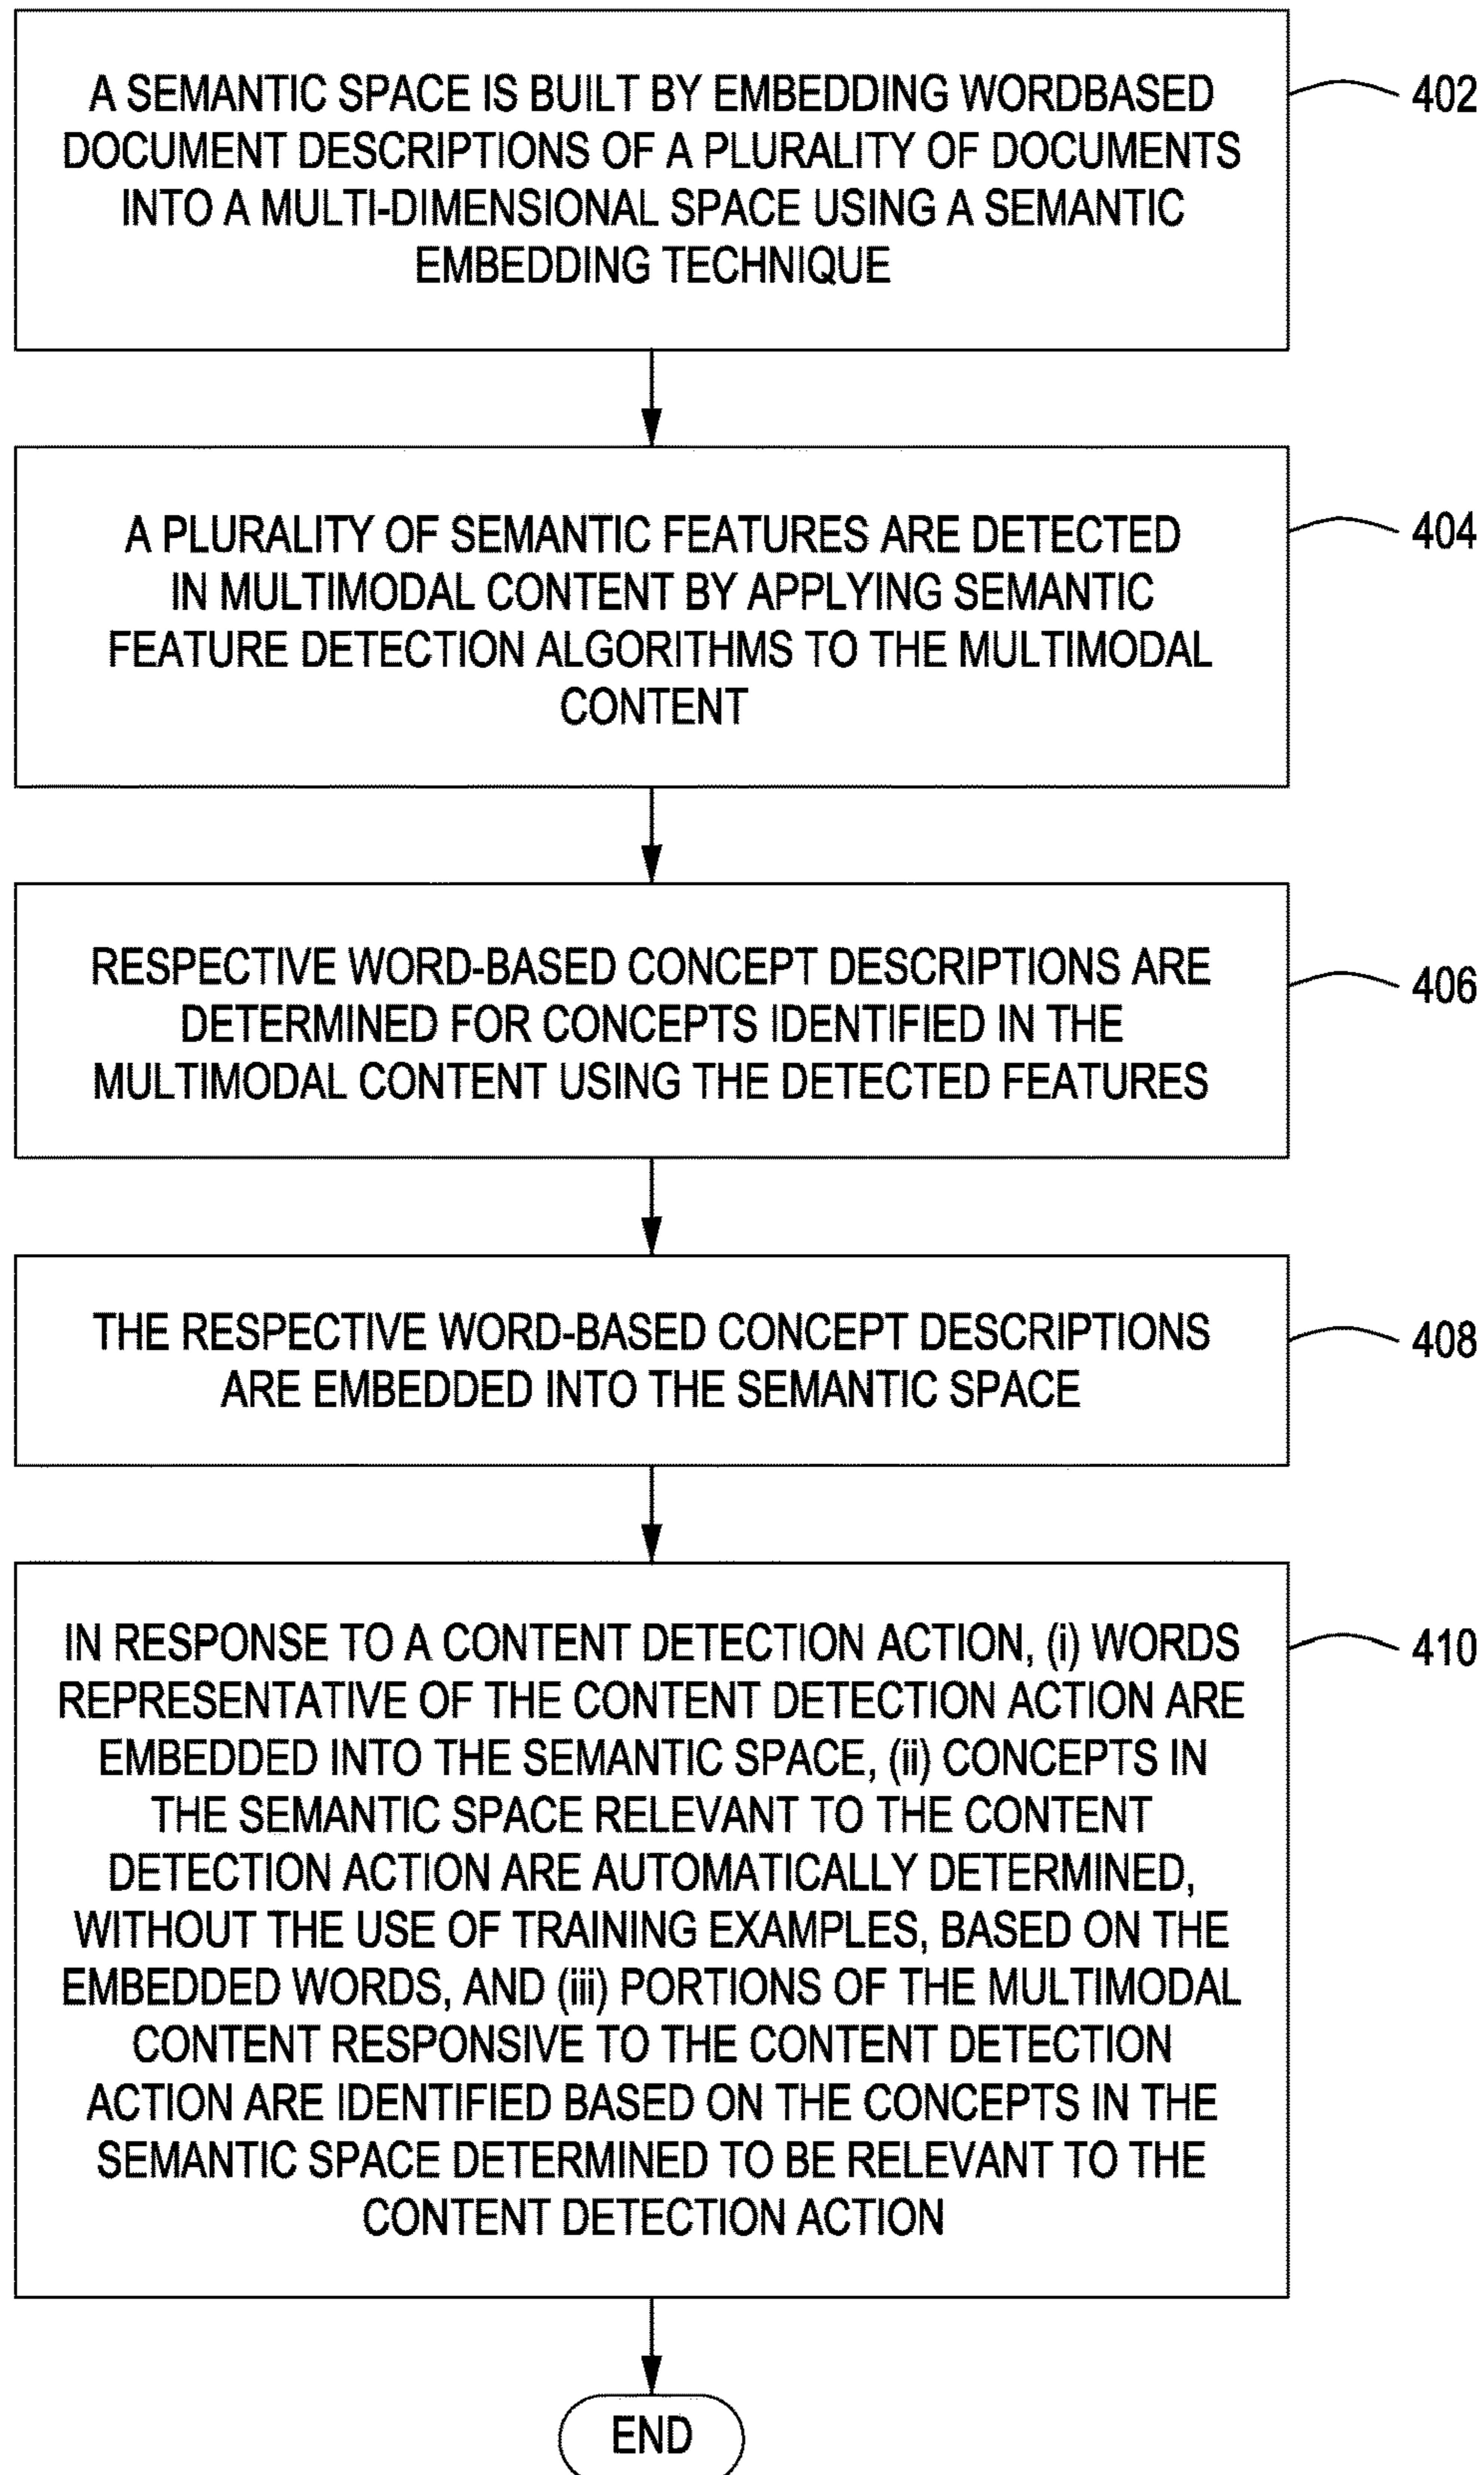 A SEMANTIC SPACE IS BUILT BY EMBEDDING WORDBASED
DOCUMENT DESCRIPTIONS OF A PLURALITY OF DOCUMENTS
INTO A MULTI-DIMENSIONAL SPACE USING A SEMANTIC
EMBEDDING TECHNIQUE
402
A PLURALITY OF SEMANTIC FEATURES ARE DETECTED
IN MULTIMODAL CONTENT BY APPLYING SEMANTIC
FEATURE DETECTION ALGORITHMS TO THE MULTIMODAL
CONTENT
404
RESPECTIVE WORD-BASED CONCEPT DESCRIPTIONS ARE
DETERMINED FOR CONCEPTS IDENTIFIED IN THE
MULTIMODAL CONTENT USING THE DETECTED FEATURES
406
THE RESPECTIVE WORD-BASED CONCEPT DESCRIPTIONS
ARE EMBEDDED INTO THE SEMANTIC SPACE
408
IN RESPONSE TO A CONTENT DETECTION ACTION, (i) WORDS
REPRESENTATIVE OF THE CONTENT DETECTION ACTION ARE
EMBEDDED INTO THE SEMANTIC SPACE, (ii) CONCEPTS IN
THE SEMANTIC SPACE RELEVANT TO THE CONTENT
DETECTION ACTION ARE AUTOMATICALLY DETERMINED,
WITHOUT THE USE OF TRAINING EXAMPLES, BASED ON THE
EMBEDDED WORDS, AND (iii) PORTIONS OF THE MULTIMODAL
CONTENT RESPONSIVE TO THE CONTENT DETECTION
ACTION ARE IDENTIFIED BASED ON THE CONCEPTS IN THE
SEMANTIC SPACE DETERMINED TO BE RELEVANT TO THE
CONTENT DETECTION ACTION
410
END